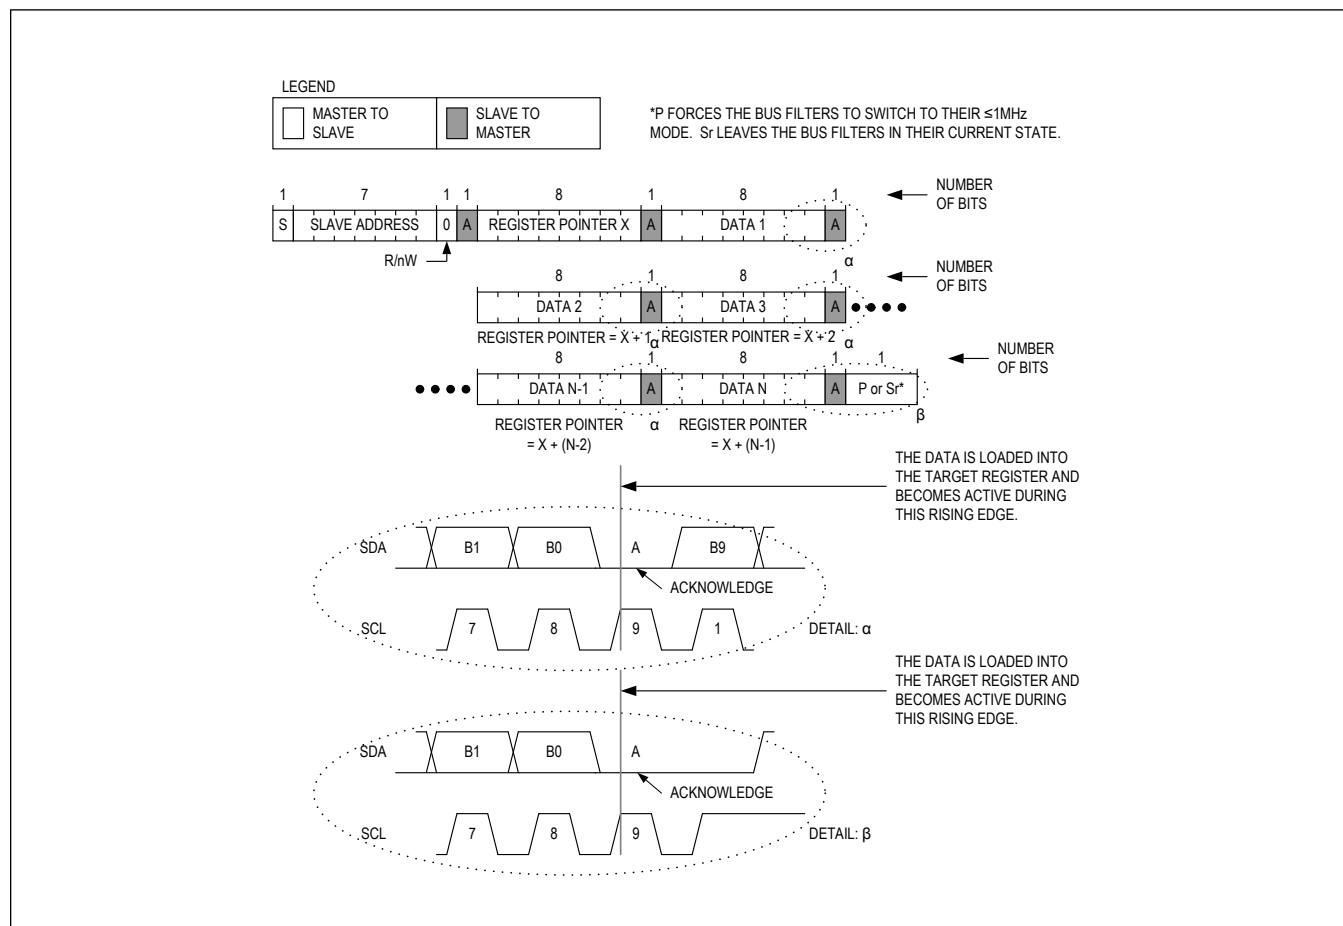 LEGEND
MASTER TO
SLAVE
SLAVE TO
MASTER
*P FORCES THE BUS FILTERS TO SWITCH TO THEIR ≤1MHz
MODE. Sr LEAVES THE BUS FILTERS IN THEIR CURRENT STATE.
1 7 1 1 8 1 8 1
NUMBER
OF BITS
S SLAVE ADDRESS 0 A REGISTER POINTER X A DATA 1 A
R/nW
α
8 1 8 1
NUMBER
OF BITS
DATA 2 A DATA 3 A
REGISTER POINTER = X + 1 α REGISTER POINTER = X + 2 α
8 1 8 1 1
NUMBER
OF BITS
DATA N-1 A DATA N A P or Sr*
β
REGISTER POINTER
= X + (N-2)
α
REGISTER POINTER
= X + (N-1)
THE DATA IS LOADED INTO
THE TARGET REGISTER AND
BECOMES ACTIVE DURING
THIS RISING EDGE.
SDA B1 B0 A B9
ACKNOWLEDGE
SCL 7 8 9 1
DETAIL: α
THE DATA IS LOADED INTO
THE TARGET REGISTER AND
BECOMES ACTIVE DURING
THIS RISING EDGE.
SDA B1 B0 A
ACKNOWLEDGE
SCL 7 8 9
DETAIL: β